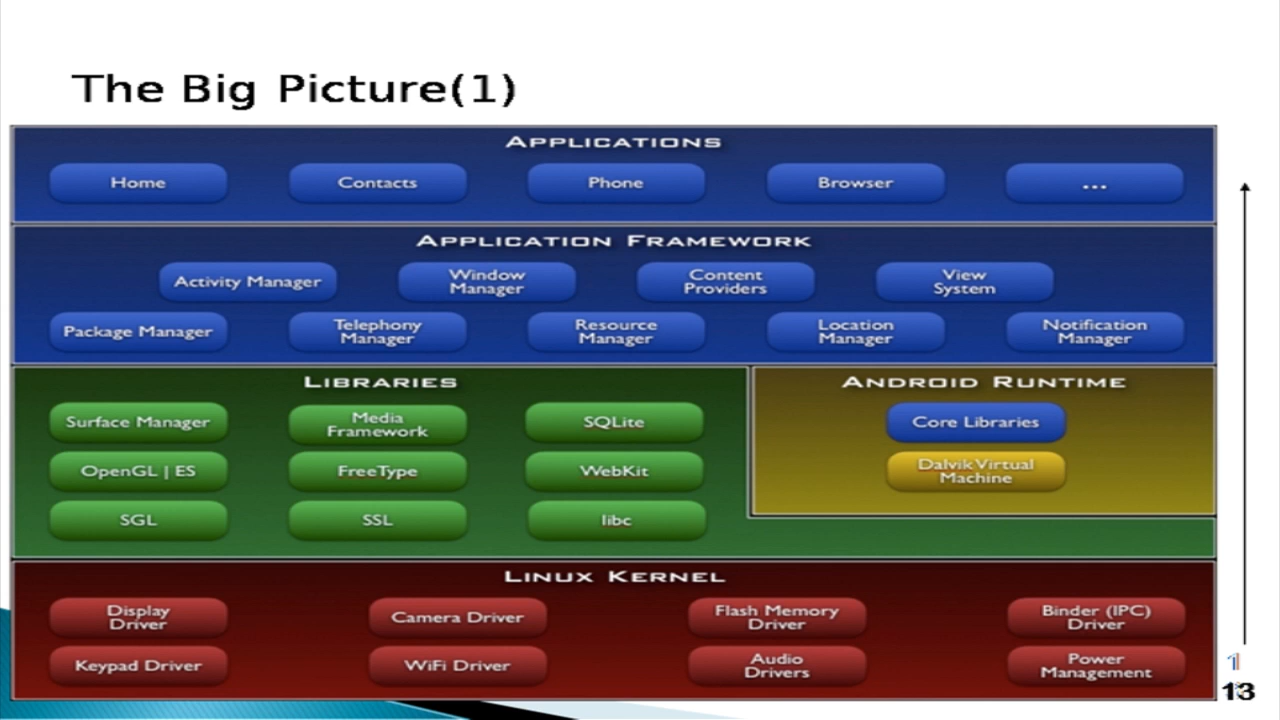 The Big Picture(1)
APPLICATIONS
Home
Contacts
Phone
Browser
...
APPLICATION FRAMEWORK
Activity Manager
Window
Manager
Content
Providers
View
System
Package Manager
Telephony
Manager
Resource
Manager
Location
Manager
Notification
Manager
LIBRARIES
Surface Manager
Media
Framework
SQLite
OpenGL | ES
FreeType
WebKit
SGL
SSL
libc
ANDROID RUNTIME
Core Libraries
Dalvik Virtual
Machine
LINUX KERNEL
Display
Driver
Camera Driver
Flash Memory
Driver
Binder (IPC)
Driver
Keypad Driver
WiFi Driver
Audio
Drivers
Power
Management
13